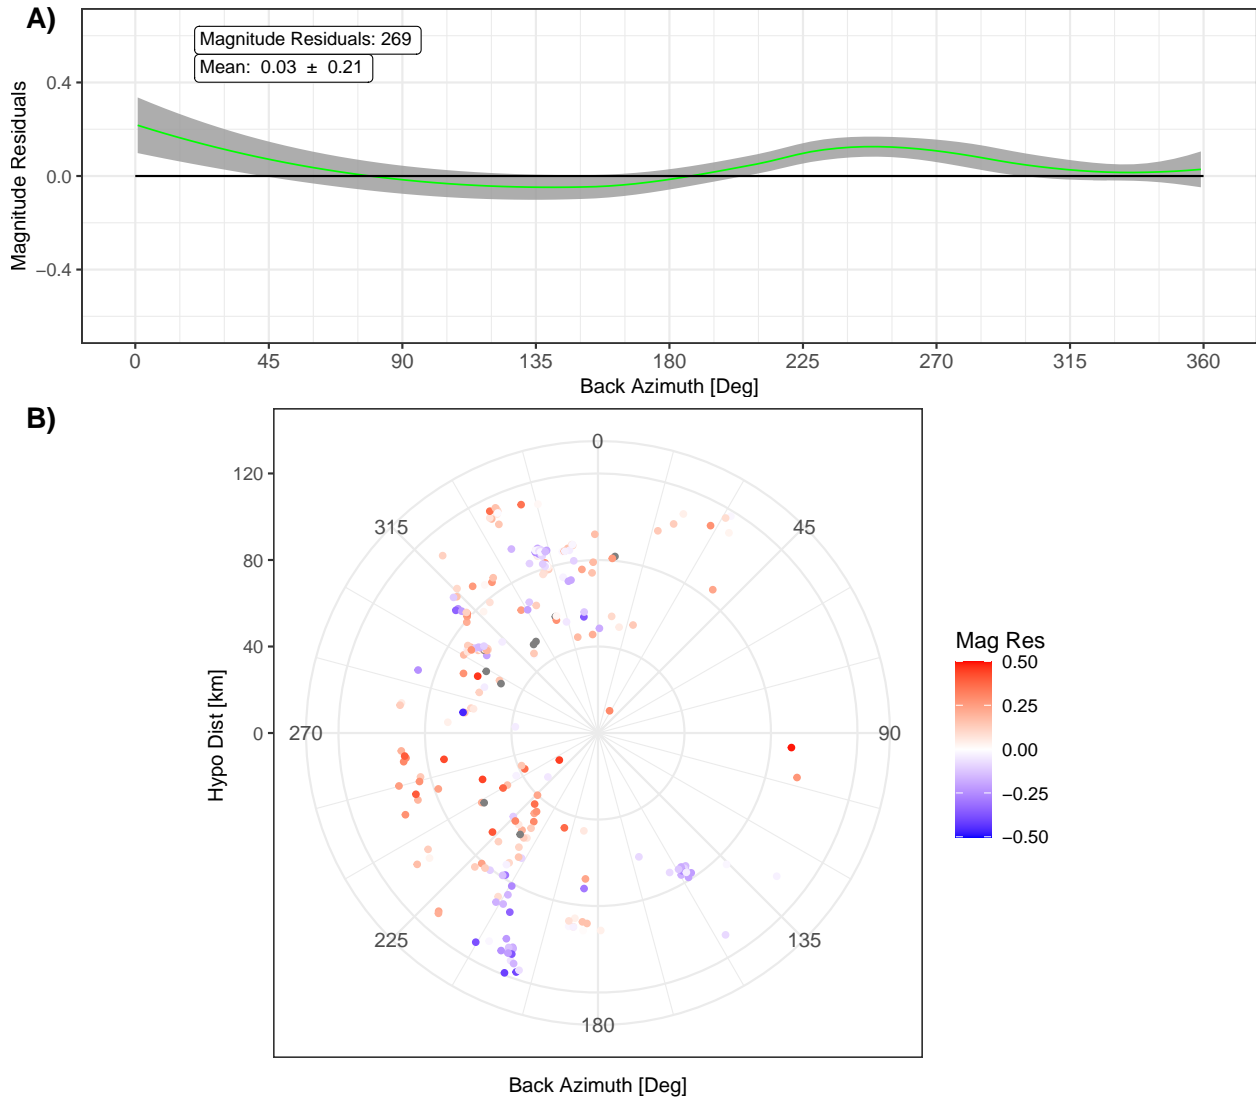 A)
Magnitude Residuals: 269
Mean:  0.03  ±  0.21
Magnitude Residuals
0.4
0.0
−0.4
0 45 90 135 180 225 270 315 360
Back Azimuth [Deg]
B)
Hypo Dist [km]
120
80
40
0
0
45
90
135
180
225
270
315
Back Azimuth [Deg]
Mag Res
0.50
0.25
0.00
−0.25
−0.50